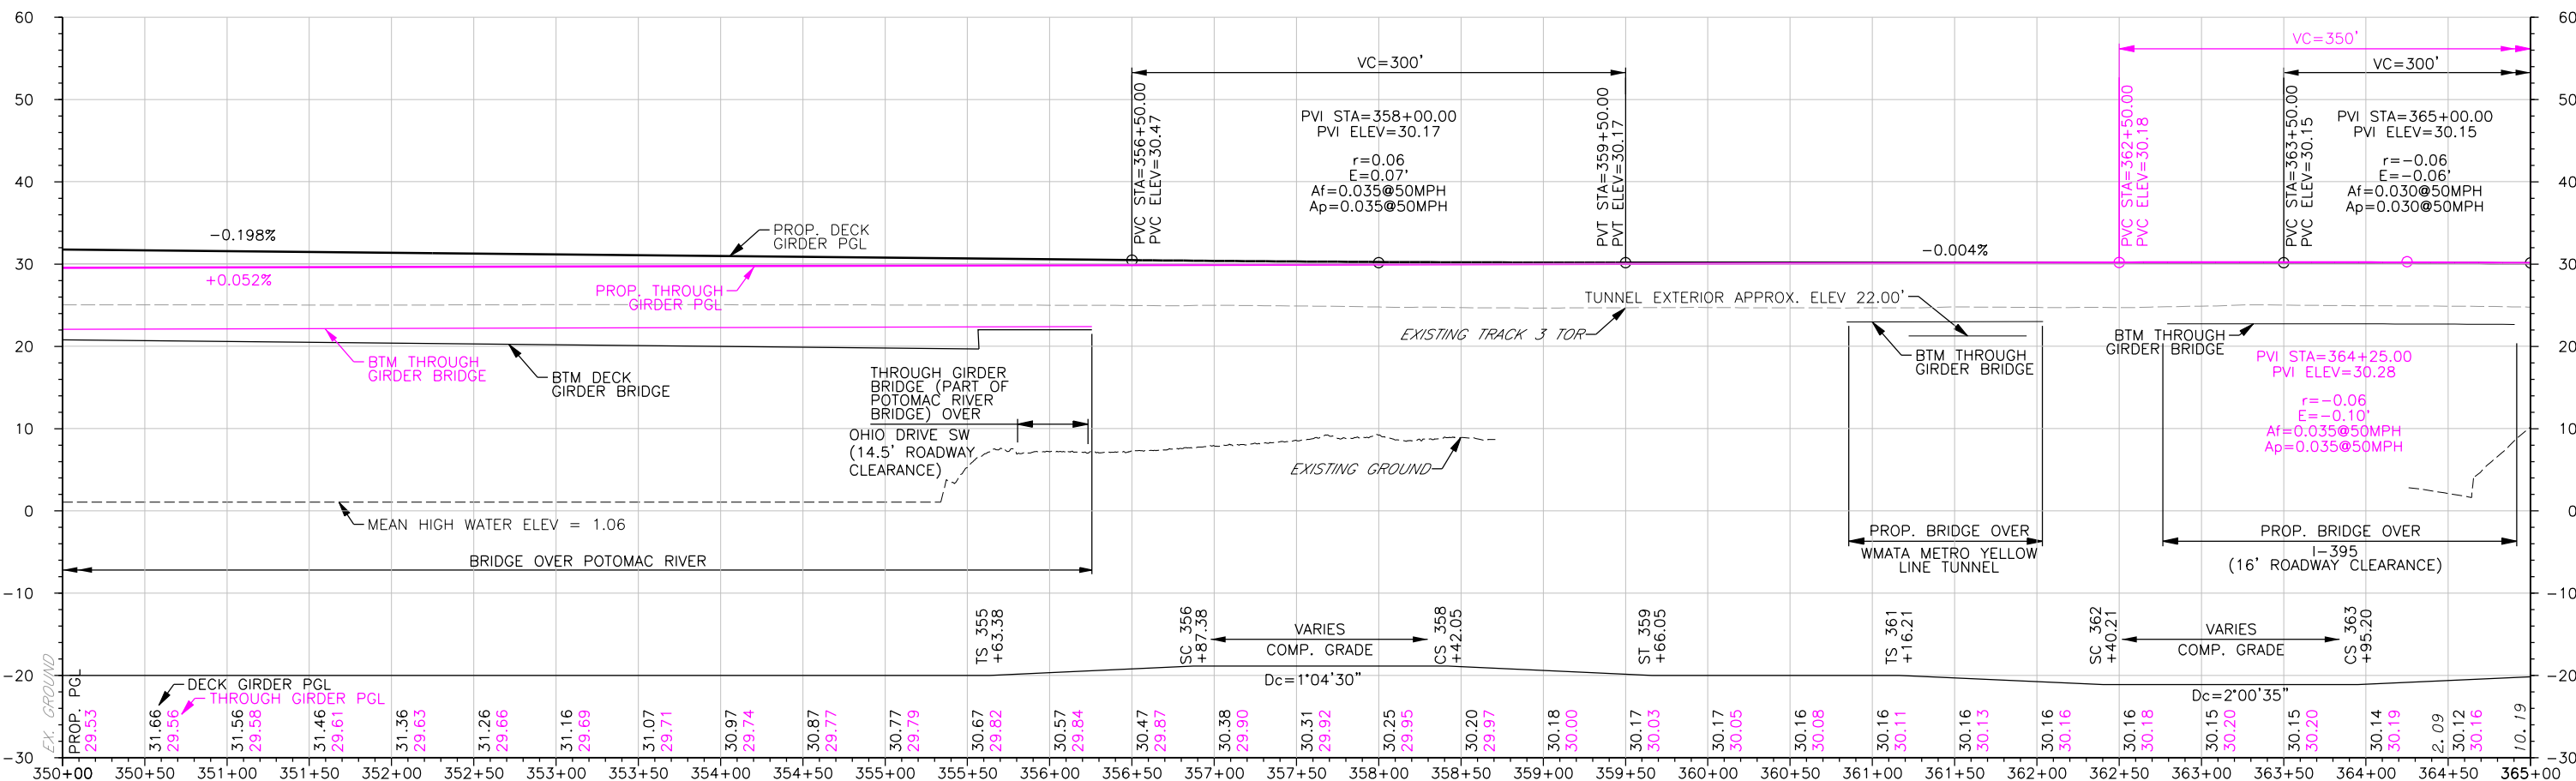 60
50
40
30
20
10
0
-10
-20
-30
60
50
40
30
20
10
0
-10
-20
-30
VC=300'
PVC STA=356+50.00
PVC ELEV=30.47
PVI STA=358+00.00
PVI ELEV=30.17
r=0.06
E=0.07'
Af=0.035@50MPH
Ap=0.035@50MPH
PVT STA=359+50.00
PVT ELEV=30.17
VC=350'
VC=300'
PVC STA=362+50.00
PVC ELEV=30.18
PVC STA=363+50.00
PVC ELEV=30.15
PVI STA=365+00.00
PVI ELEV=30.15
r=-0.06
E=-0.06'
Af=0.030@50MPH
Ap=0.030@50MPH
-0.198%
+0.052%
PROP. DECK
GIRDER PGL
PROP. THROUGH
GIRDER PGL
-0.004%
TUNNEL EXTERIOR APPROX. ELEV 22.00'
EXISTING TRACK 3 TOR
BTM THROUGH
GIRDER BRIDGE
BTM DECK
GIRDER BRIDGE
THROUGH GIRDER
BRIDGE (PART OF
POTOMAC RIVER
BRIDGE) OVER
OHIO DRIVE SW
(14.5' ROADWAY
CLEARANCE)
EXISTING GROUND
BTM THROUGH
GIRDER BRIDGE
BTM THROUGH
GIRDER BRIDGE
PVI STA=364+25.00
PVI ELEV=30.28
r=-0.06
E=-0.10'
Af=0.035@50MPH
Ap=0.035@50MPH
MEAN HIGH WATER ELEV = 1.06
BRIDGE OVER POTOMAC RIVER
PROP. BRIDGE OVER
WMATA METRO YELLOW
LINE TUNNEL
PROP. BRIDGE OVER
I-395
(16' ROADWAY CLEARANCE)
TS 355
+63.38
SC 356
+87.38
VARIES
COMP. GRADE
CS 358
+42.05
ST 359
+66.05
TS 361
+16.21
SC 362
+40.21
VARIES
COMP. GRADE
CS 363
+95.20
Dc=1°04'30"
Dc=2°00'35"
EX. GROUND
PROP. PGL
DECK GIRDER PGL
THROUGH GIRDER PGL
29.53
31.66
29.56
31.56
29.58
31.46
29.61
31.36
29.63
31.26
29.66
31.16
29.69
31.07
29.71
30.97
29.74
30.87
29.77
30.77
29.79
30.67
29.82
30.57
29.84
30.47
29.87
30.38
29.90
30.31
29.92
30.25
29.95
30.20
29.97
30.18
30.00
30.17
30.03
30.17
30.05
30.16
30.08
30.16
30.11
30.16
30.13
30.16
30.16
30.16
30.18
30.15
30.20
30.15
30.20
30.14
30.19
2.09
30.12
30.16
10.19
350+00 350+50 351+00 351+50 352+00 352+50 353+00 353+50 354+00 354+50 355+00 355+50 356+00 356+50 357+00 357+50 358+00 358+50 359+00 359+50 360+00 360+50 361+00 361+50 362+00 362+50 363+00 363+50 364+00 364+50 365+00